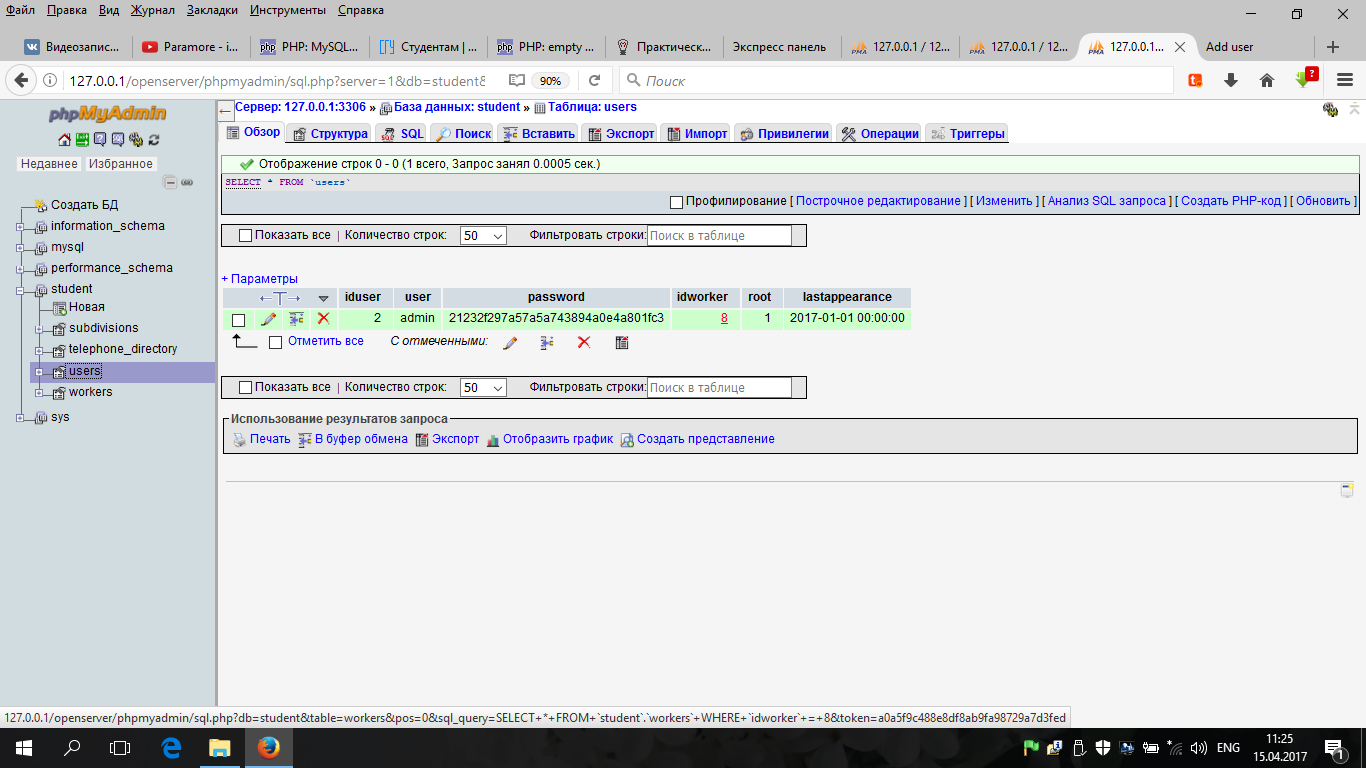 Файл Правка Вид Журнал Закладки Инструменты Справка
Видеозапис... Paramore - i... PHP: MySQL... Студентам | ... PHP: empty ... Практическ... Экспресс панель 127.0.0.1 / 12... 127.0.0.1 / 12... 127.0.0.1... Add user
127.0.0.1/openserver/phpmyadmin/sql.php?server=1&db=student& 90% Поиск
phpMyAdmin
Недавнее Избранное
Создать БД
information_schema
mysql
performance_schema
student
Новая
subdivisions
telephone_directory
users
workers
sys
Сервер: 127.0.0.1:3306 » База данных: student » Таблица: users
Обзор Структура SQL Поиск Вставить Экспорт Импорт Привилегии Операции Триггеры
Отображение строк 0 - 0 (1 всего, Запрос занял 0.0005 сек.)
SELECT * FROM `users`
Профилирование [ Построчное редактирование ] [ Изменить ] [ Анализ SQL запроса ] [ Создать PHP-код ] [ Обновить ]
Показать все | Количество строк: 50 Фильтровать строки: Поиск в таблице
+ Параметры
←T→ iduser user password idworker root lastappearance
2 admin 21232f297a57a5a743894a0e4a801fc3 8 1 2017-01-01 00:00:00
Отметить все С отмеченными:
Показать все | Количество строк: 50 Фильтровать строки: Поиск в таблице
Использование результатов запроса
Печать В буфер обмена Экспорт Отобразить график Создать представление
127.0.0.1/openserver/phpmyadmin/sql.php?db=student&table=workers&pos=0&sql_query=SELECT+*+FROM+`student`.`workers`+WHERE+`idworker`+=+8&token=a0a5f9c488e8df8ab9fa98729a7d3fed
ENG 11:25
15.04.2017 1